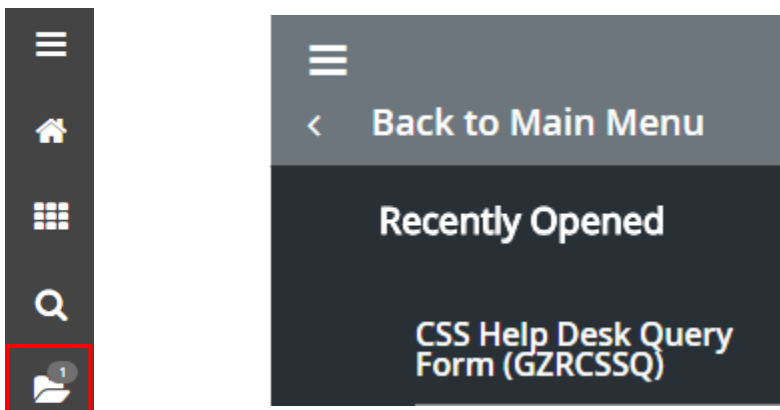 1
Back to Main Menu
Recently Opened
CSS Help Desk Query
Form (GZRCSSQ)